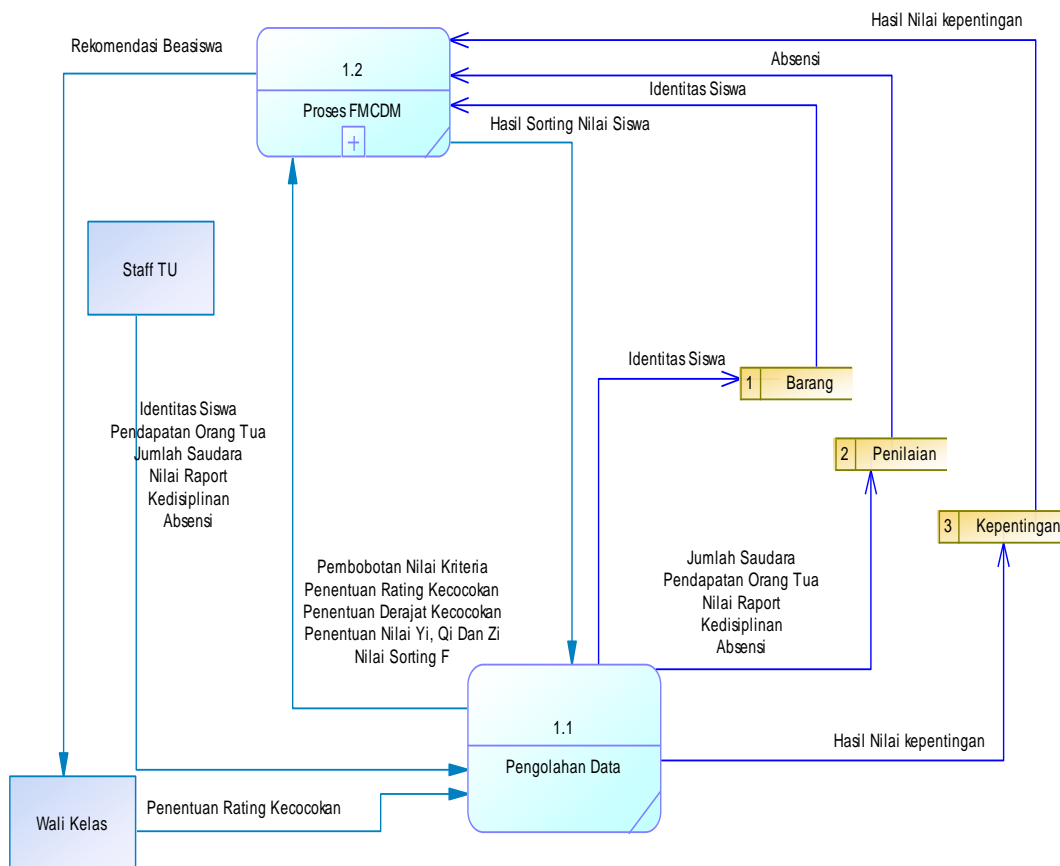 Hasil Nilai kepentingan
Rekomendasi Beasiswa
Absensi
1.2
Identitas Siswa
Proses FMCDM
Hasil Sorting Nilai Siswa
Staff TU
Identitas Siswa
1
Barang
Identitas Siswa
Pendapatan Orang Tua
Jumlah Saudara
Nilai Raport
Kedisiplinan
Absensi
2
Penilaian
3
Kepentingan
Pembobotan Nilai Kriteria
Penentuan Rating Kecocokan
Penentuan Derajat Kecocokan
Penentuan Nilai Yi, Qi Dan Zi
Nilai Sorting F
Jumlah Saudara
Pendapatan Orang Tua
Nilai Raport
Kedisiplinan
Absensi
1.1
Pengolahan Data
Hasil Nilai kepentingan
Wali Kelas
Penentuan Rating Kecocokan